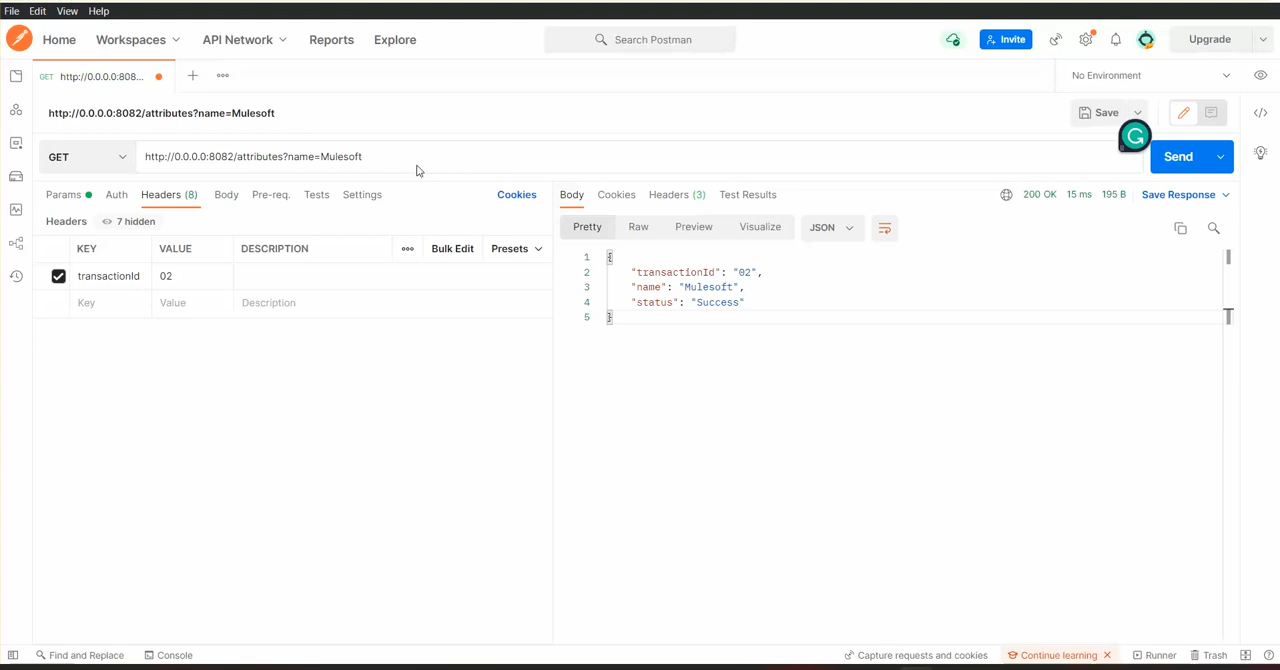 File Edit View Help
Home Workspaces API Network Reports Explore Search Postman Invite Upgrade
GET http://0.0.0.0:808... No Environment
http://0.0.0.0:8082/attributes?name=Mulesoft Save
GET http://0.0.0.0:8082/attributes?name=Mulesoft Send
Params Auth Headers (8) Body Pre-req. Tests Settings Cookies Body Cookies Headers (3) Test Results 200 OK 15 ms 195 B Save Response
Headers 7 hidden Pretty Raw Preview Visualize JSON
KEY VALUE DESCRIPTION Bulk Edit Presets
1 {
transactionId 02 2 "transactionId": "02",
3 "name": "Mulesoft",
Key Value Description 4 "status": "Success"
5 }
Find and Replace Console Capture requests and cookies Continue learning Runner Trash